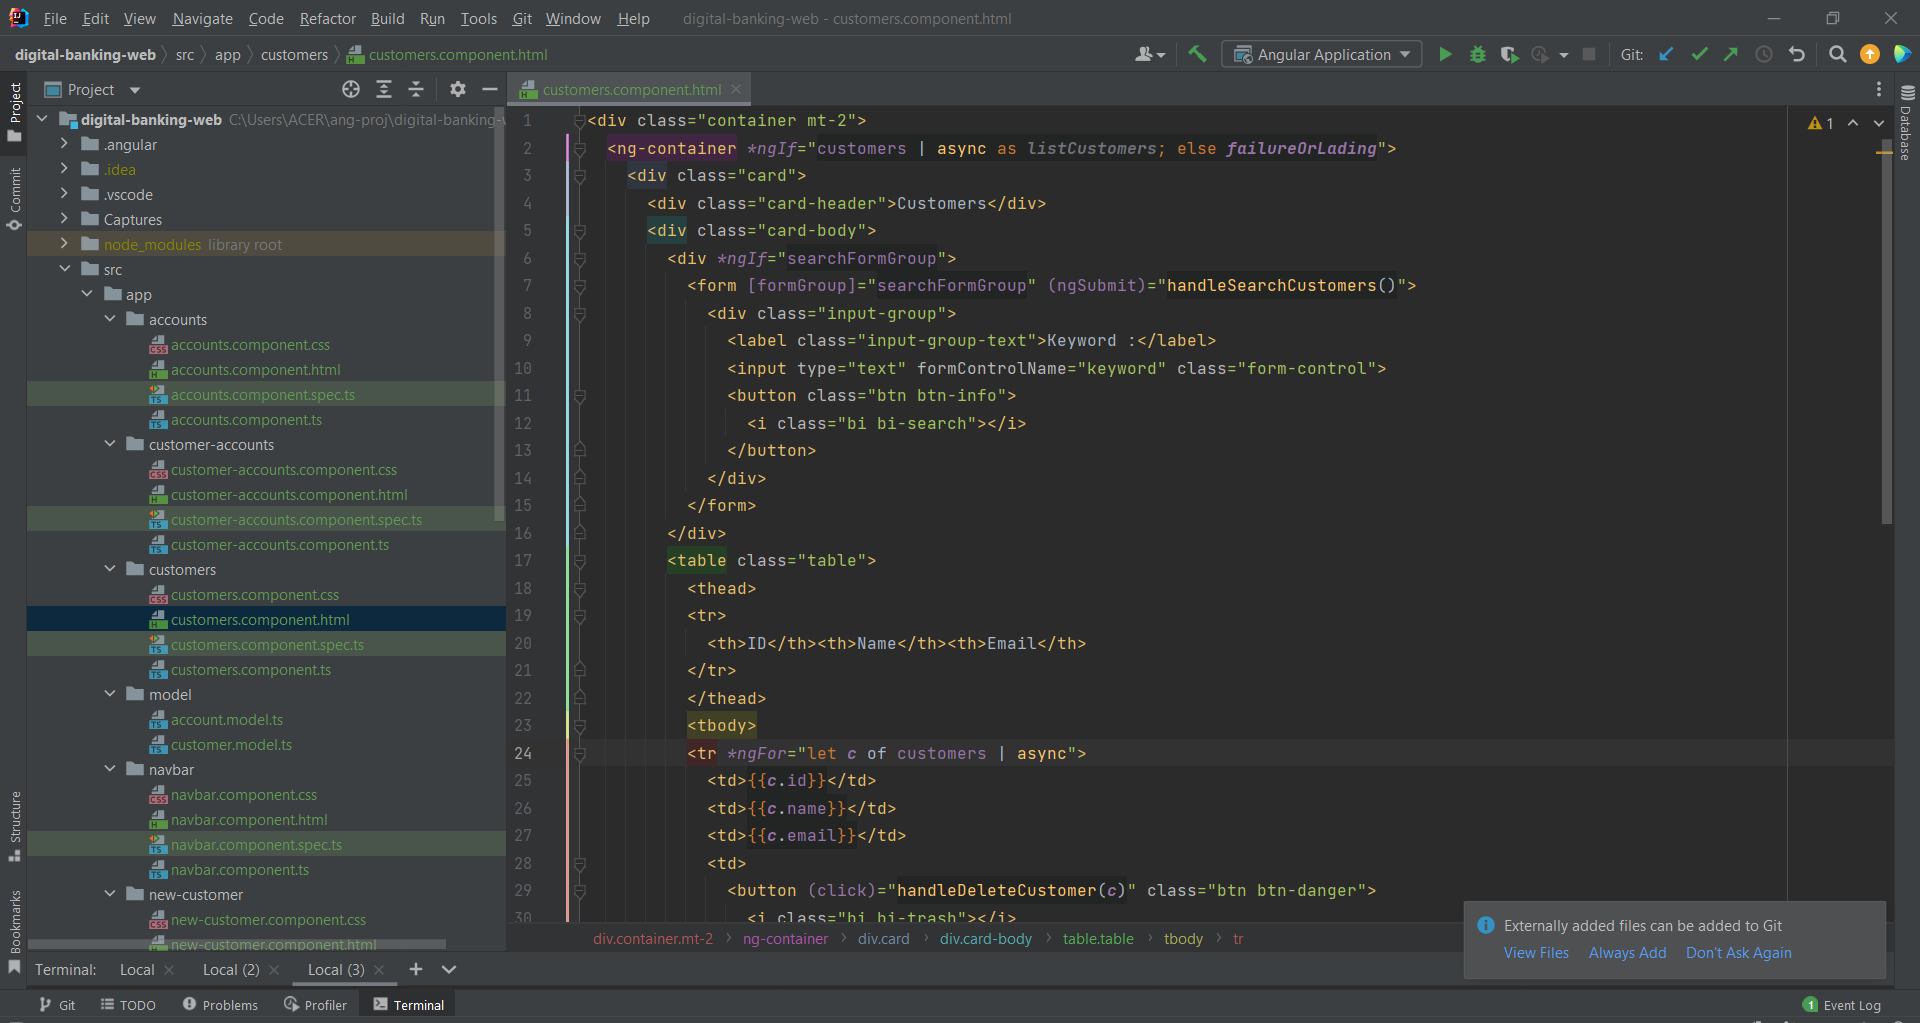 File Edit View Navigate Code Refactor Build Run Tools Git Window Help digital-banking-web - customers.component.html
digital-banking-web src app customers customers.component.html Angular Application Git:
Project
Commit
Structure
Bookmarks
Project
digital-banking-web C:\Users\ACER\ang-proj\digital-banking-
.angular
.idea
.vscode
Captures
node_modules library root
src
app
accounts
accounts.component.css
accounts.component.html
accounts.component.spec.ts
accounts.component.ts
customer-accounts
customer-accounts.component.css
customer-accounts.component.html
customer-accounts.component.spec.ts
customer-accounts.component.ts
customers
customers.component.css
customers.component.html
customers.component.spec.ts
customers.component.ts
model
account.model.ts
customer.model.ts
navbar
navbar.component.css
navbar.component.html
navbar.component.spec.ts
navbar.component.ts
new-customer
new-customer.component.css
new-customer.component.html
customers.component.html
1 <div class="container mt-2">
2 <ng-container *ngIf="customers | async as listCustomers; else failureOrLading">
3 <div class="card">
4 <div class="card-header">Customers</div>
5 <div class="card-body">
6 <div *ngIf="searchFormGroup">
7 <form [formGroup]="searchFormGroup" (ngSubmit)="handleSearchCustomers()">
8 <div class="input-group">
9 <label class="input-group-text">Keyword :</label>
10 <input type="text" formControlName="keyword" class="form-control">
11 <button class="btn btn-info">
12 <i class="bi bi-search"></i>
13 </button>
14 </div>
15 </form>
16 </div>
17 <table class="table">
18 <thead>
19 <tr>
20 <th>ID</th><th>Name</th><th>Email</th>
21 </tr>
22 </thead>
23 <tbody>
24 <tr *ngFor="let c of customers | async">
25 <td>{{c.id}}</td>
26 <td>{{c.name}}</td>
27 <td>{{c.email}}</td>
28 <td>
29 <button (click)="handleDeleteCustomer(c)" class="btn btn-danger">
30 <i class="bi bi-trash"></i>
1
Database
div.container.mt-2 ng-container div.card div.card-body table.table tbody tr
Externally added files can be added to Git
View Files Always Add Don't Ask Again
Terminal: Local Local (2) Local (3)
Git TODO Problems Profiler Terminal 1 Event Log